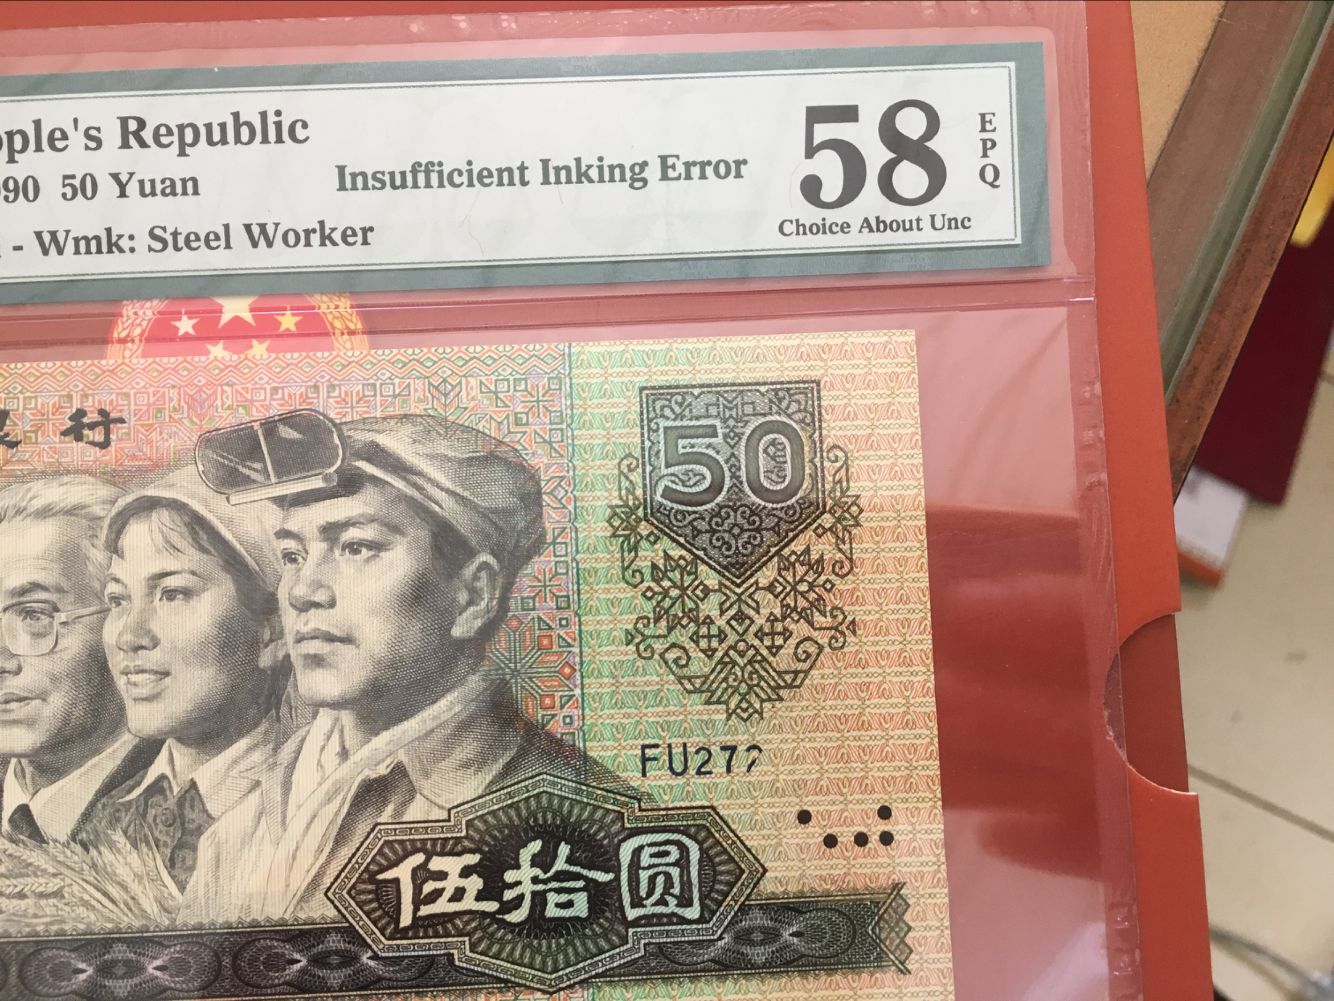 ople's Republic
90 50 Yuan
Insufficient Inking Error
58
EPQ
- Wmk: Steel Worker
Choice About Unc
行
50
FU27
伍拾圆